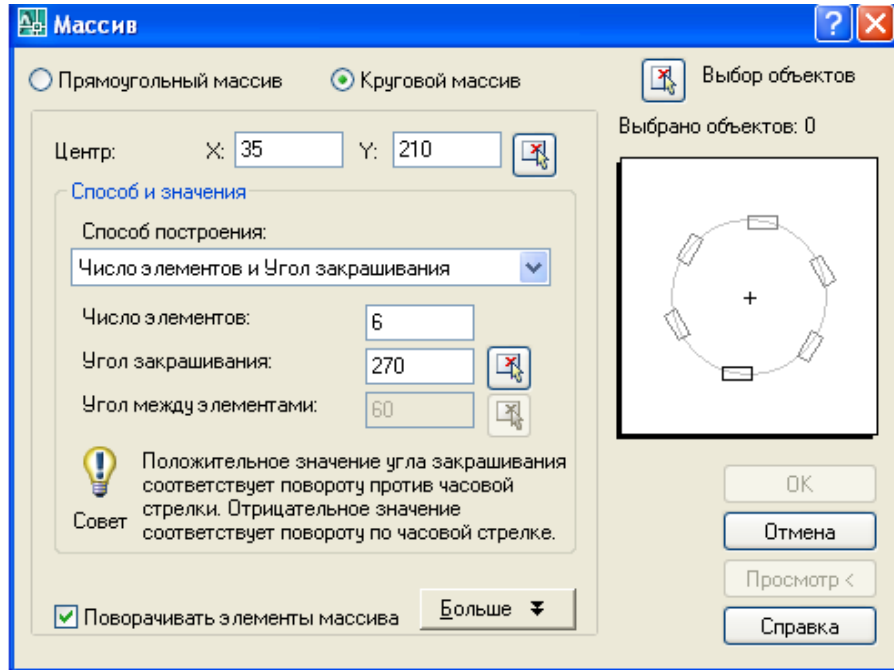 Массив
Прямоугольный массив
Круговой массив
Выбор объектов
Выбрано объектов: 0
Центр: X: 35 Y: 210
Способ и значения
Способ построения:
Число элементов и Угол закрашивания
Число элементов: 6
Угол закрашивания: 270
Угол между элементами: 60
Положительное значение угла закрашивания
соответствует повороту против часовой
стрелки. Отрицательное значение
соответствует повороту по часовой стрелке.
Совет
Поворачивать элементы массива
Больше
OK
Отмена
Просмотр <
Справка